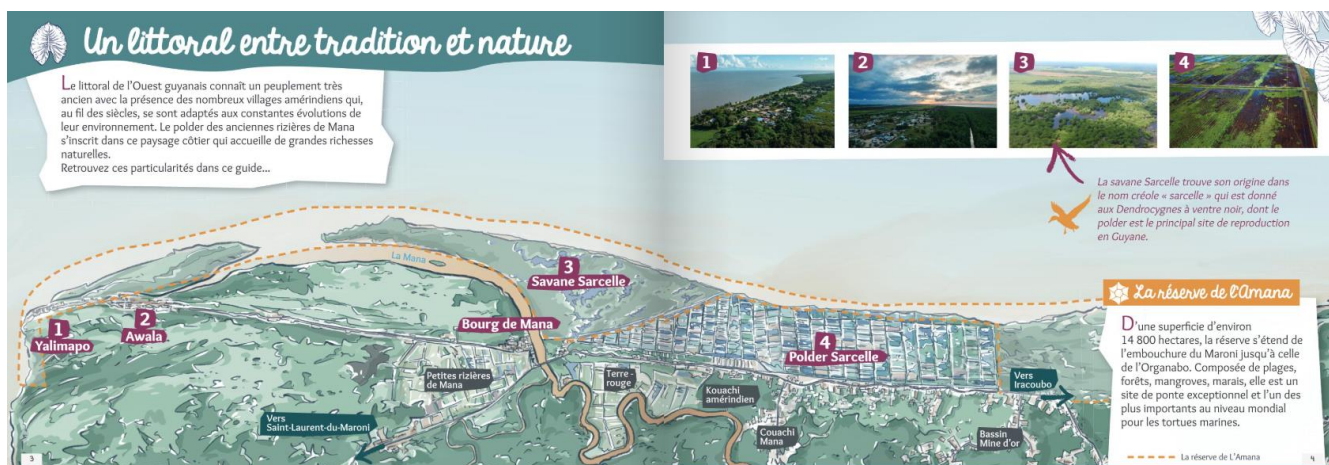 Un littoral entre tradition et nature
Le littoral de l'Ouest guyanais connaît un peuplement très
ancien avec la présence des nombreux villages amérindiens qui,
au fil des siècles, se sont adaptés aux constantes évolutions de
leur environnement. Le polder des anciennes rizières de Mana
s'inscrit dans ce paysage côtier qui accueille de grandes richesses
naturelles.
Retrouvez ces particularités dans ce guide...
1
2
3
4
La savane Sarcelle trouve son origine dans
le nom créole « sarcelle » qui est donné
aux Dendrocygnes à ventre noir, dont le
polder est le principal site de reproduction
en Guyane.
La Mana
3
Savane Sarcelle
1
Yalimapo
2
Awala
Bourg de Mana
4
Polder Sarcelle
Petites rizières
de Mana
Terre-
rouge
Kouachi
amérindien
Vers
Iracoubo
Vers
Saint-Laurent-du-Maroni
Couachi
Mana
Bassin
Mine d'or
La réserve de l'Amana
D'une superficie d'environ
14 800 hectares, la réserve s'étend de
l'embouchure du Maroni jusqu'à celle
de l'Organabo. Composée de plages,
forêts, mangroves, marais, elle est un
site de ponte exceptionnel et l'un des
plus importants au niveau mondial
pour les tortues marines.
La réserve de L'Amana
3
4